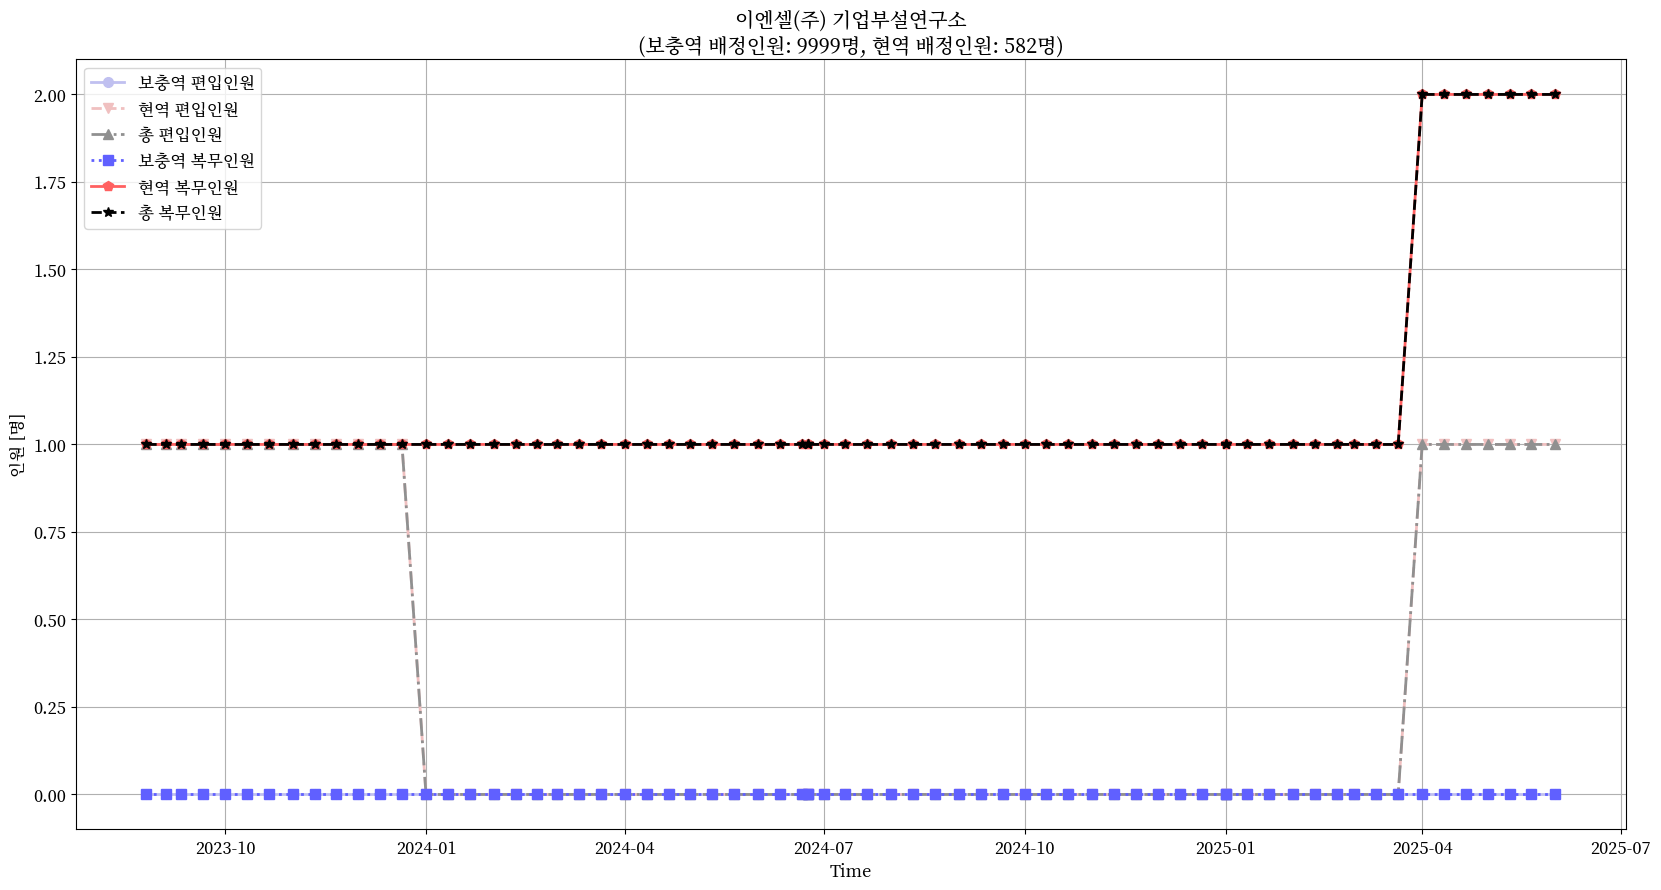 이엔셀(주) 기업부설연구소
(보충역 배정인원: 9999명, 현역 배정인원: 582명)
보충역 편입인원
현역 편입인원
총 편입인원
보충역 복무인원
현역 복무인원
총 복무인원
2.00
1.75
1.50
1.25
1.00
0.75
0.50
0.25
0.00
인원 [명]
2023-10
2024-01
2024-04
2024-07
2024-10
2025-01
2025-04
2025-07
Time